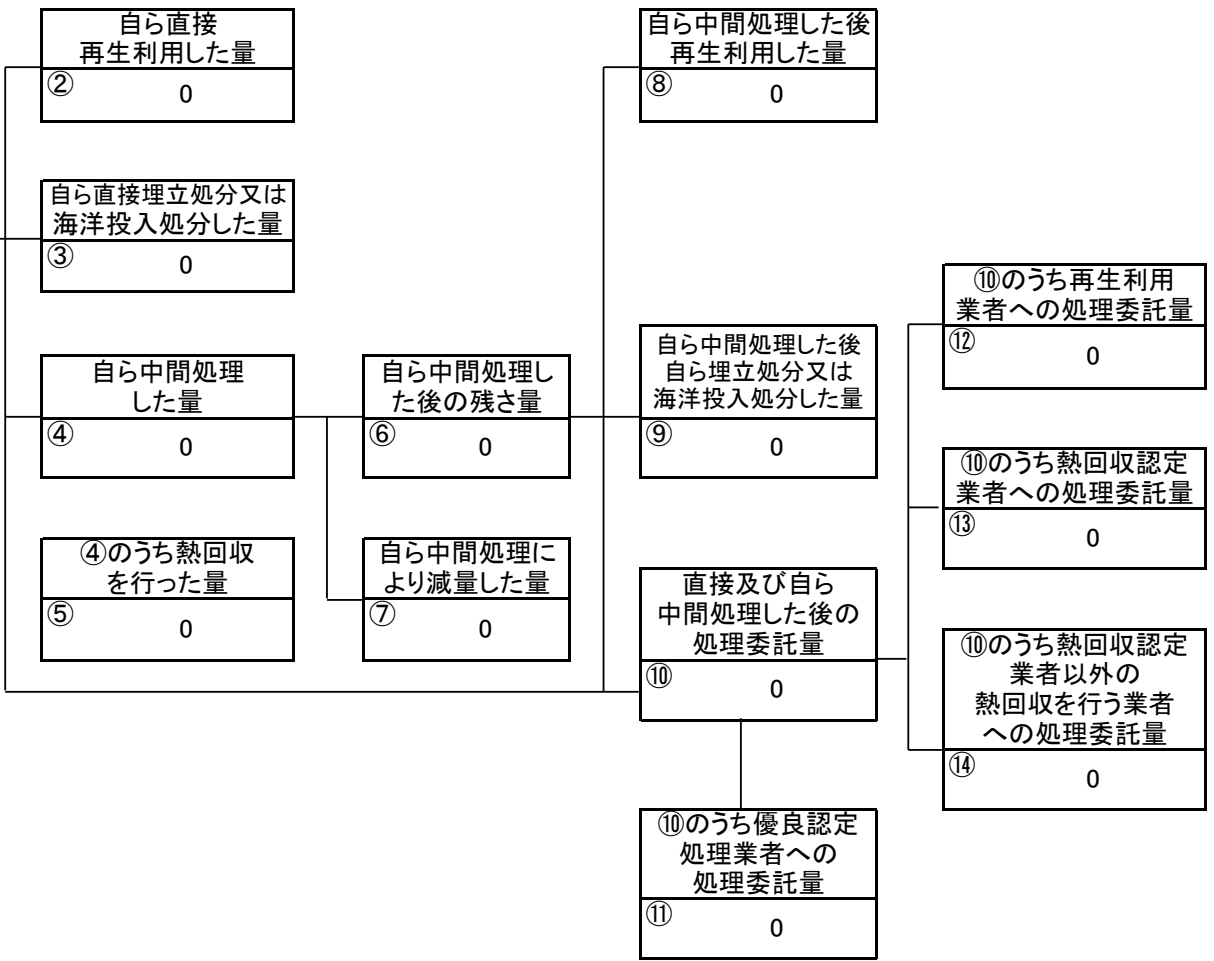 自ら直接
再生利用した量
②
0
自ら直接埋立処分又は
海洋投入処分した量
③
0
自ら中間処理
した量
④
0
④のうち熱回収
を行った量
⑤
0
自ら中間処理し
た後の残さ量
⑥
0
自ら中間処理に
より減量した量
⑦
0
自ら中間処理した後
再生利用した量
⑧
0
自ら中間処理した後
自ら埋立処分又は
海洋投入処分した量
⑨
0
直接及び自ら
中間処理した後の
処理委託量
⑩
0
⑩のうち優良認定
処理業者への
処理委託量
⑪
0
⑩のうち再生利用
業者への処理委託量
⑫
0
⑩のうち熱回収認定
業者への処理委託量
⑬
0
⑩のうち熱回収認定
業者以外の
熱回収を行う業者
への処理委託量
⑭
0